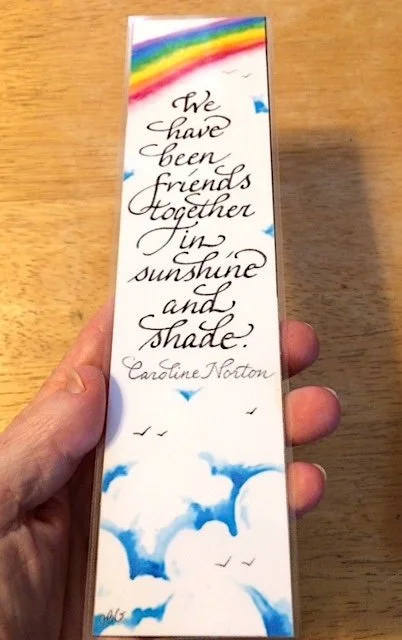 We
have
been
friends
together
in
sunshine
and
shade.
Caroline Norton